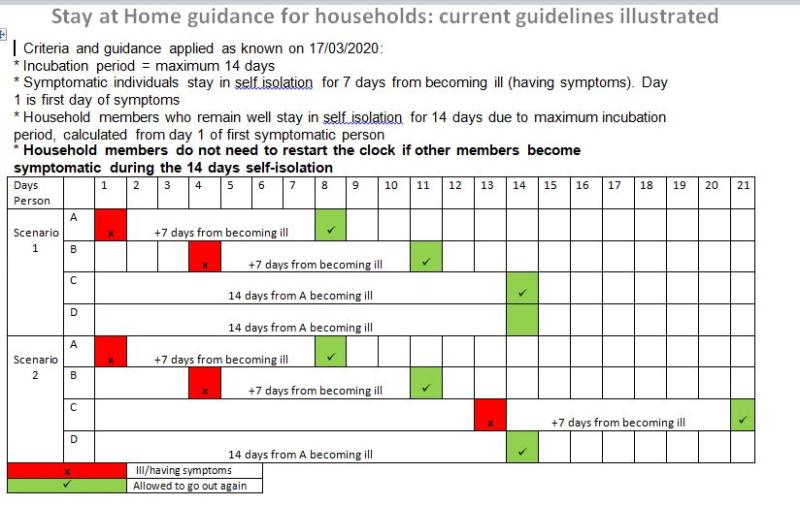 Stay at Home guidance for households: current guidelines illustrated
Criteria and guidance applied as known on 17/03/2020:
* Incubation period = maximum 14 days
* Symptomatic individuals stay in self isolation for 7 days from becoming ill (having symptoms). Day
1 is first day of symptoms
* Household members who remain well stay in self isolation for 14 days due to maximum incubation
period, calculated from day 1 of first symptomatic person
* Household members do not need to restart the clock if other members become
symptomatic during the 14 days self-isolation
Days 1 2 3 4 5 6 7 8 9 10 11 12 13 14 15 16 17 18 19 20 21
Person
A
Scenario x +7 days from becoming ill ✓
1 B
x +7 days from becoming ill ✓
C
14 days from A becoming ill ✓
D
14 days from A becoming ill
A
Scenario x +7 days from becoming ill ✓
2 B
x +7 days from becoming ill ✓
C
x +7 days from becoming ill ✓
D
14 days from A becoming ill ✓
x Ill/having symptoms
✓ Allowed to go out again